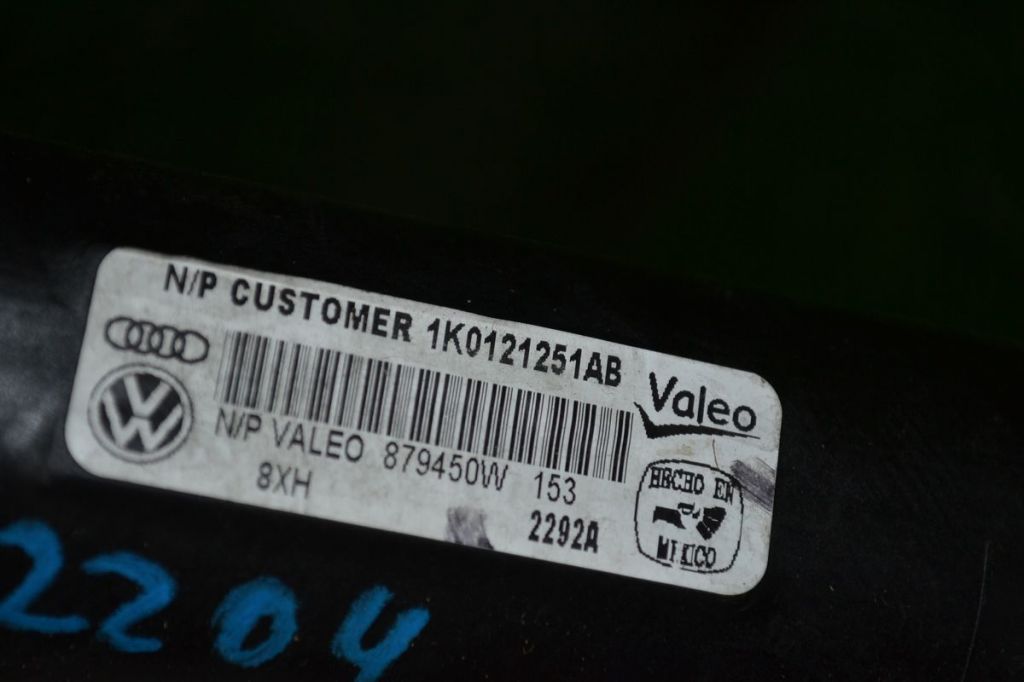 N/P CUSTOMER 1K0121251AB
Valeo
N/P VALEO 879450W 153
8XH
2292A
HECHO EN
MEXICO
2204